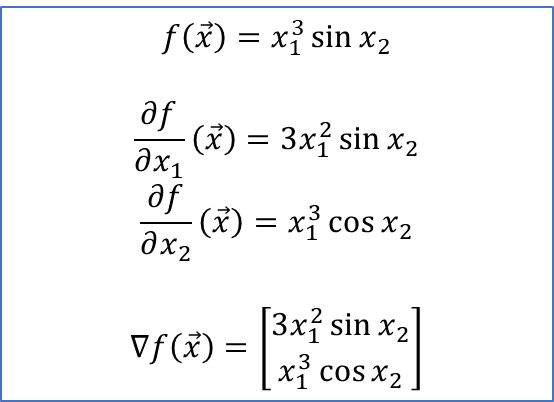 f(x⃗) = x₁³ sin x₂
∂f/∂x₁ (x⃗) = 3x₁² sin x₂
∂f/∂x₂ (x⃗) = x₁³ cos x₂
∇f(x⃗) = [3x₁² sin x₂
x₁³ cos x₂]